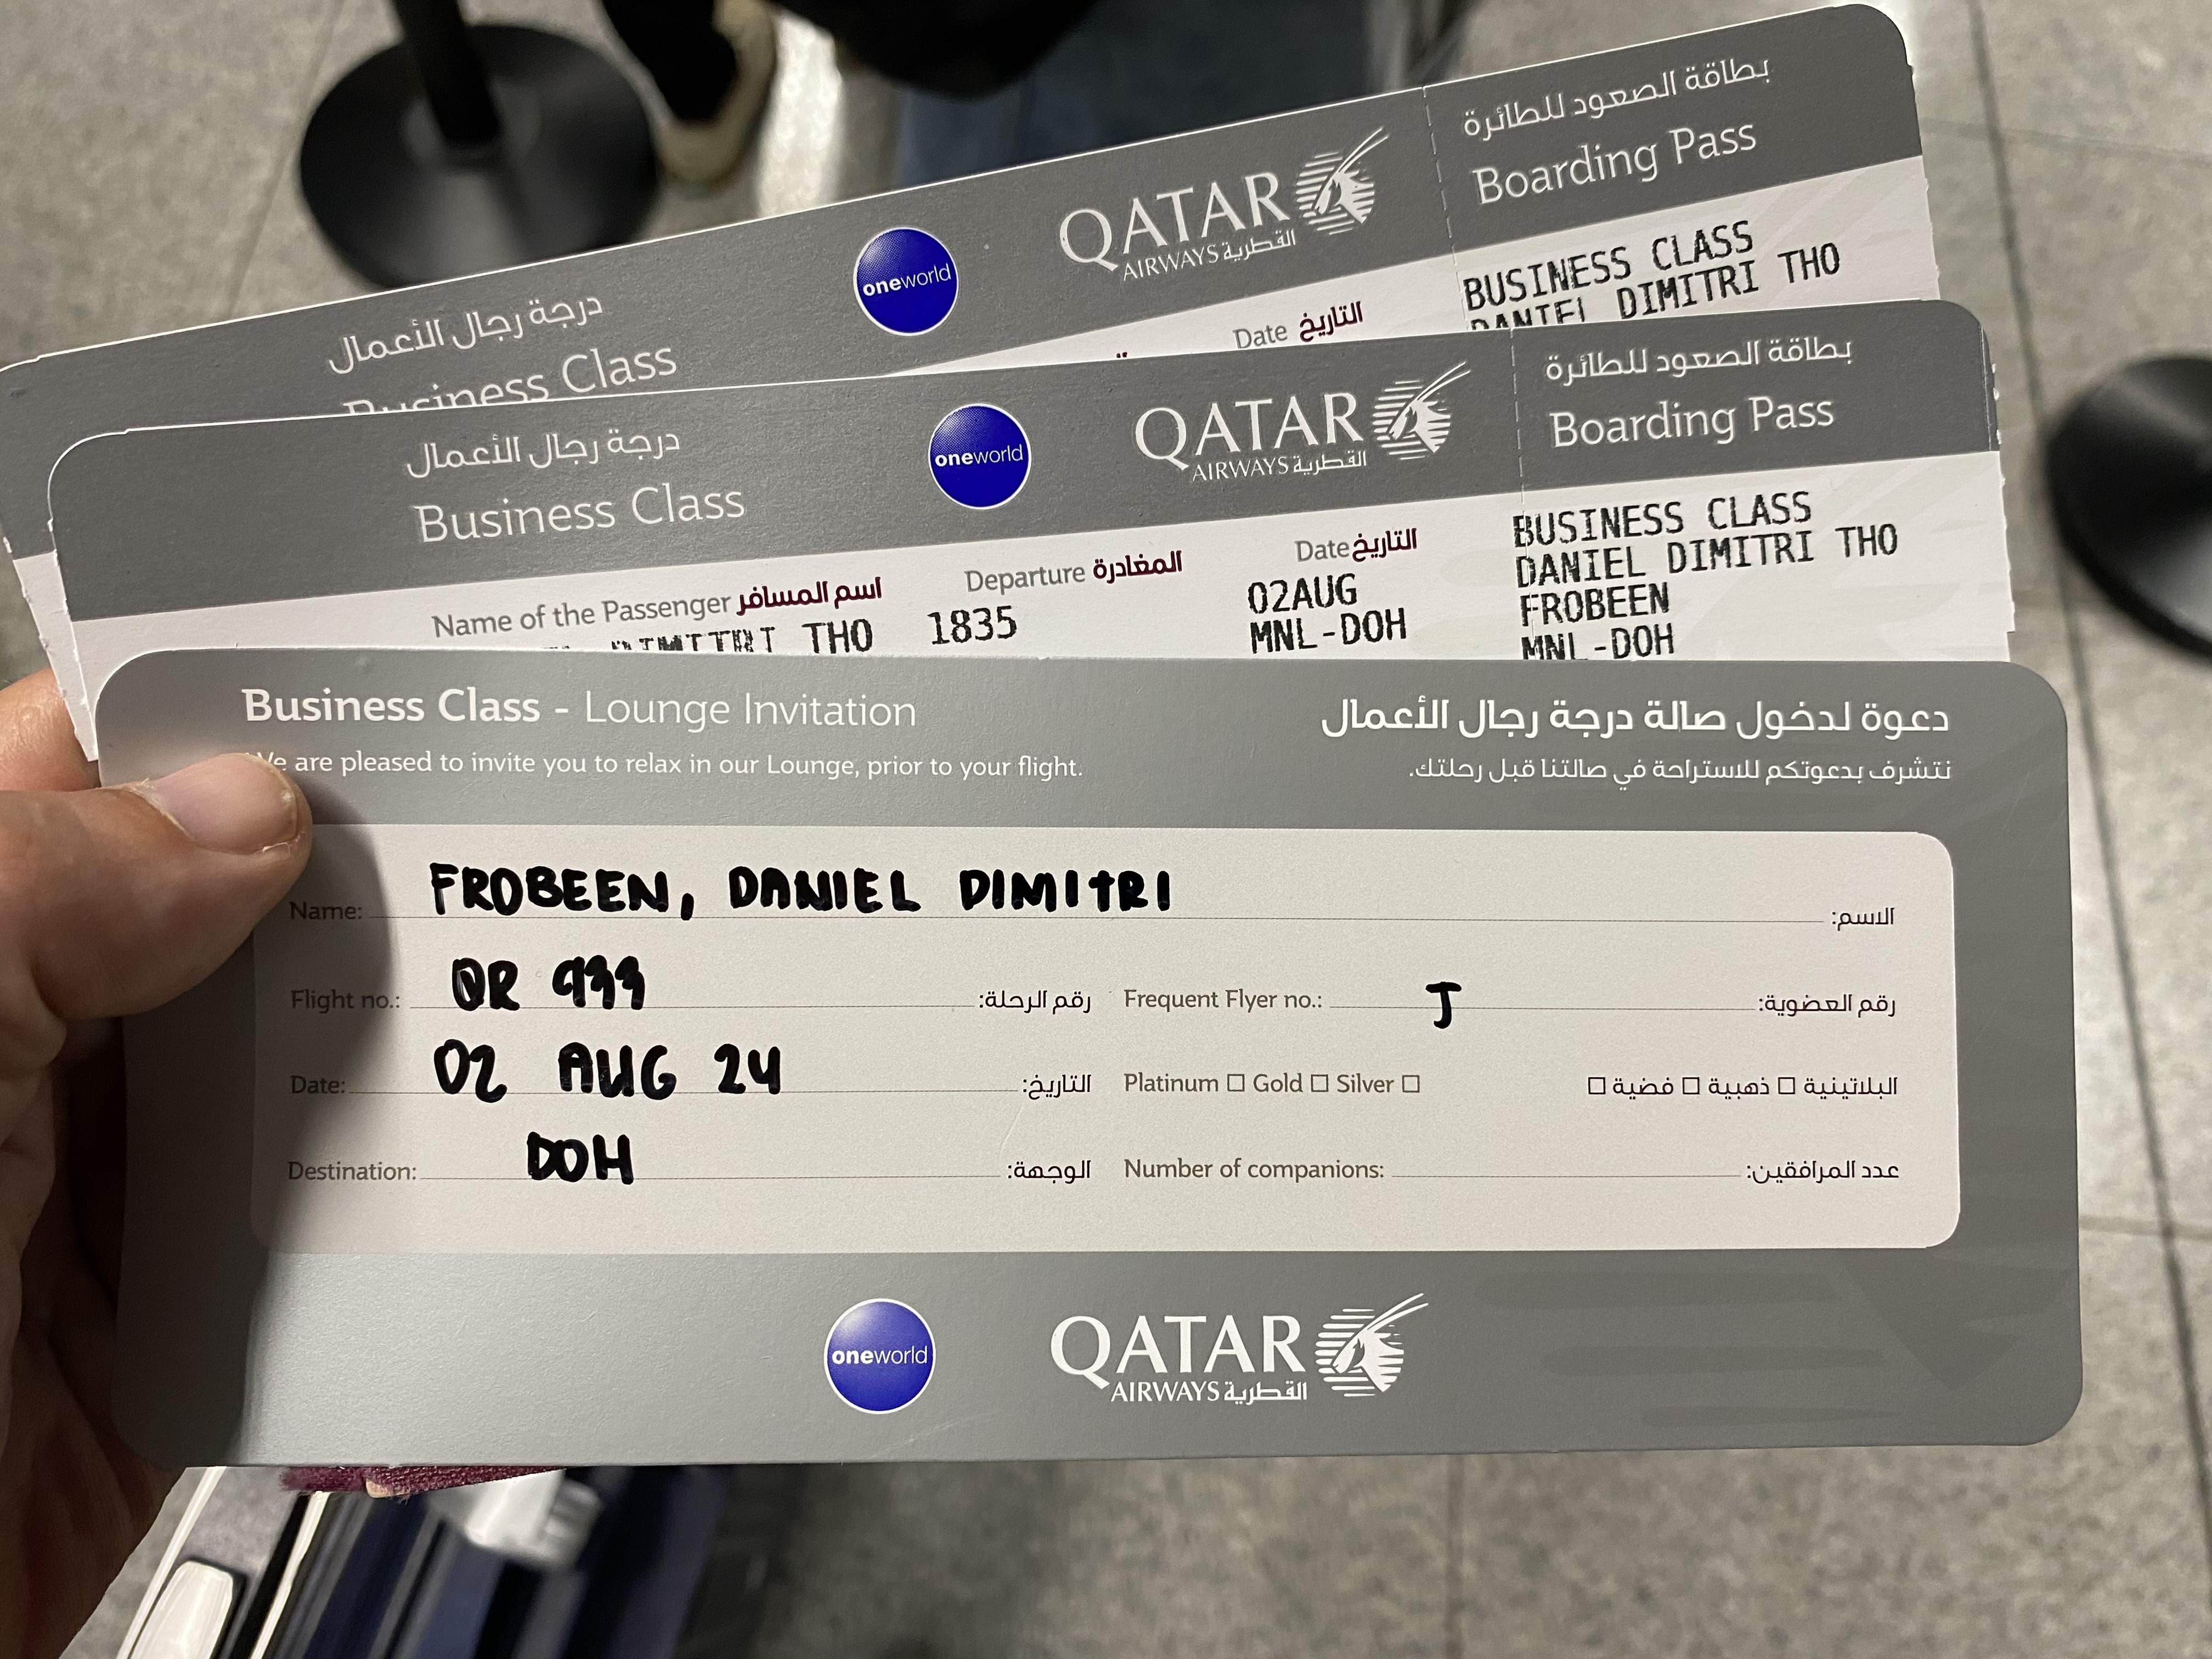 بطاقة الصعود للطائرة
Boarding Pass
QATAR
AIRWAYS القطرية
oneworld
درجة رجال الأعمال
Business Class
Date التاريخ
BUSINESS CLASS
DANIEL DIMITRI THO
بطاقة الصعود للطائرة
Boarding Pass
QATAR
AIRWAYS القطرية
oneworld
درجة رجال الأعمال
Business Class
Name of the Passenger اسم المسافر
DIMITRI THO
Departure المغادرة
1835
Date التاريخ
02AUG
MNL-DOH
BUSINESS CLASS
DANIEL DIMITRI THO
FROBEEN
MNL-DOH
Business Class - Lounge Invitation
دعوة لدخول صالة درجة رجال الأعمال
We are pleased to invite you to relax in our Lounge, prior to your flight.
نتشرف بدعوتكم للاستراحة في صالتنا قبل رحلتك.
Name: FROBEEN, DANIEL DIMITRI الاسم:
Flight no.: QR 933 رقم الرحلة:
Frequent Flyer no.: J رقم العضوية:
Date: 02 AUG 24 التاريخ:
Platinum □ Gold □ Silver □
البلاتينية □ ذهبية □ فضية □
Destination: DOH الوجهة:
Number of companions: عدد المرافقين:
oneworld
QATAR
AIRWAYS القطرية